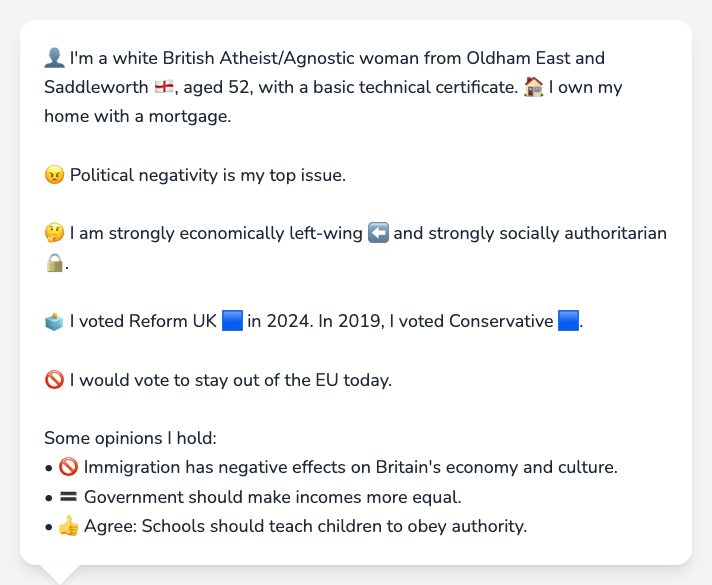 👤 I'm a white British Atheist/Agnostic woman from Oldham East and
Saddleworth 🏴󠁧󠁢󠁥󠁮󠁧󠁿, aged 52, with a basic technical certificate. 🏠 I own my
home with a mortgage.
😠 Political negativity is my top issue.
🤔 I am strongly economically left-wing ⬅️ and strongly socially authoritarian
🔒.
🗳️ I voted Reform UK 🟦 in 2024. In 2019, I voted Conservative 🟦.
🚫 I would vote to stay out of the EU today.
Some opinions I hold:
• 🚫 Immigration has negative effects on Britain's economy and culture.
• 🟰 Government should make incomes more equal.
• 👍 Agree: Schools should teach children to obey authority.